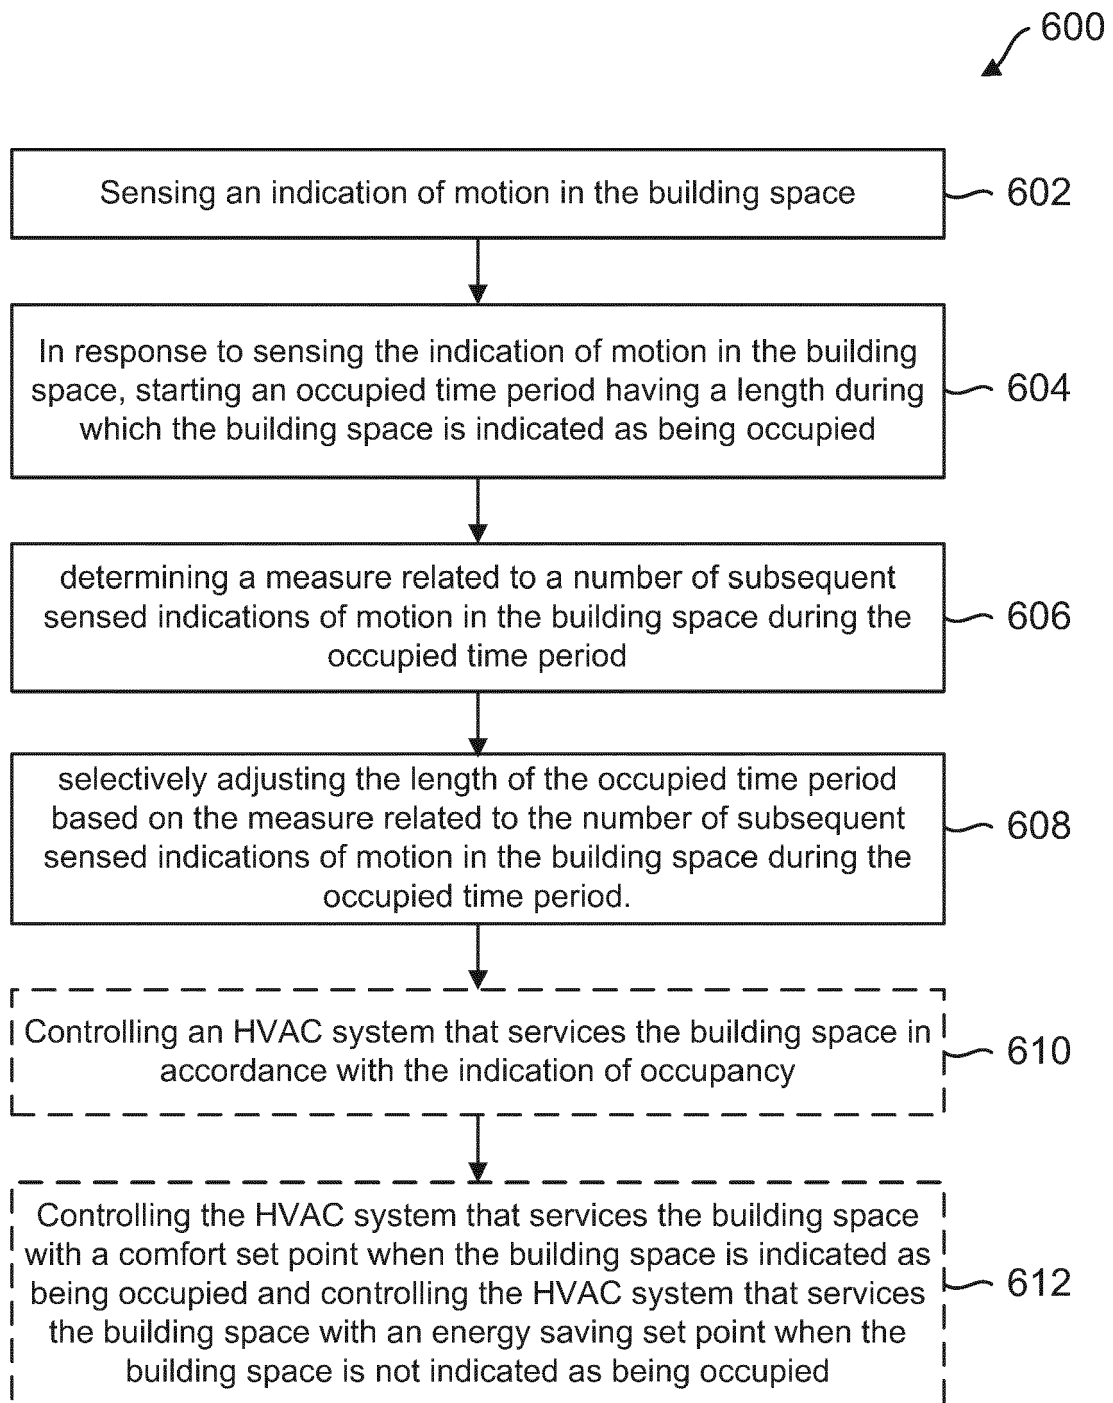 600
Sensing an indication of motion in the building space
602
In response to sensing the indication of motion in the building
space, starting an occupied time period having a length during
which the building space is indicated as being occupied
604
determining a measure related to a number of subsequent
sensed indications of motion in the building space during the
occupied time period
606
selectively adjusting the length of the occupied time period
based on the measure related to the number of subsequent
sensed indications of motion in the building space during the
occupied time period.
608
Controlling an HVAC system that services the building space in
accordance with the indication of occupancy
610
Controlling the HVAC system that services the building space
with a comfort set point when the building space is indicated as
being occupied and controlling the HVAC system that services
the building space with an energy saving set point when the
building space is not indicated as being occupied
612